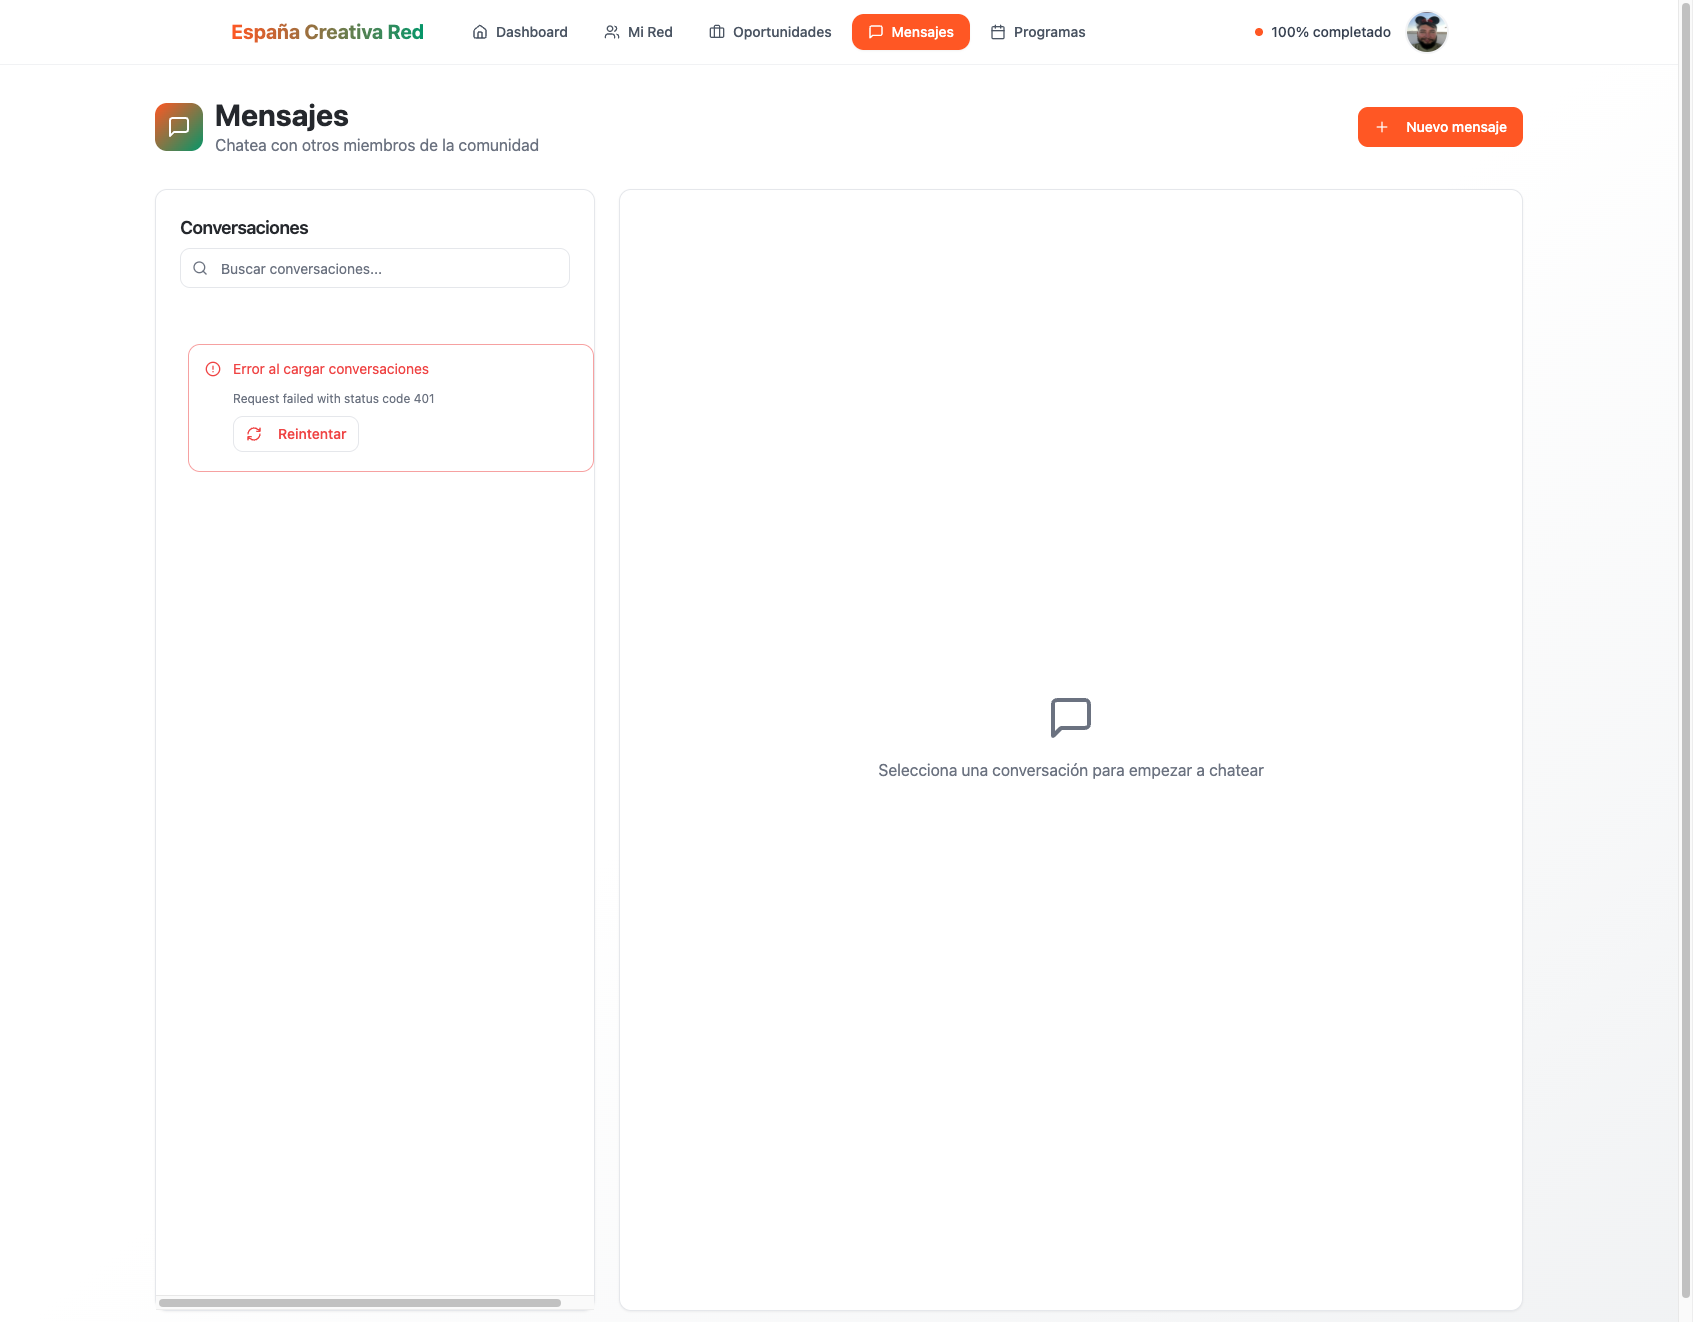 España Creativa Red
Dashboard
Mi Red
Oportunidades
Mensajes
Programas
100% completado
Mensajes
Chatea con otros miembros de la comunidad
Nuevo mensaje
Conversaciones
Buscar conversaciones...
Error al cargar conversaciones
Request failed with status code 401
Reintentar
Selecciona una conversación para empezar a chatear